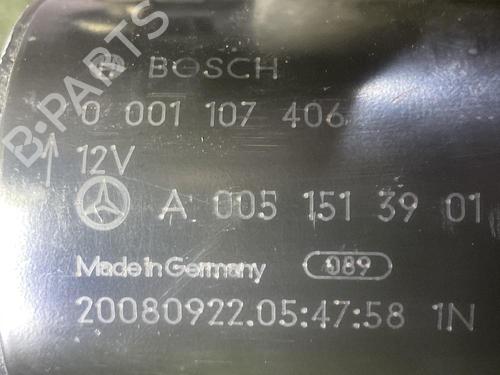 B-PARTS
BOSCH
0 001 107 406
12V
A 005 151 39 01
Made in Germany 089
20080922.05:47:58 1N